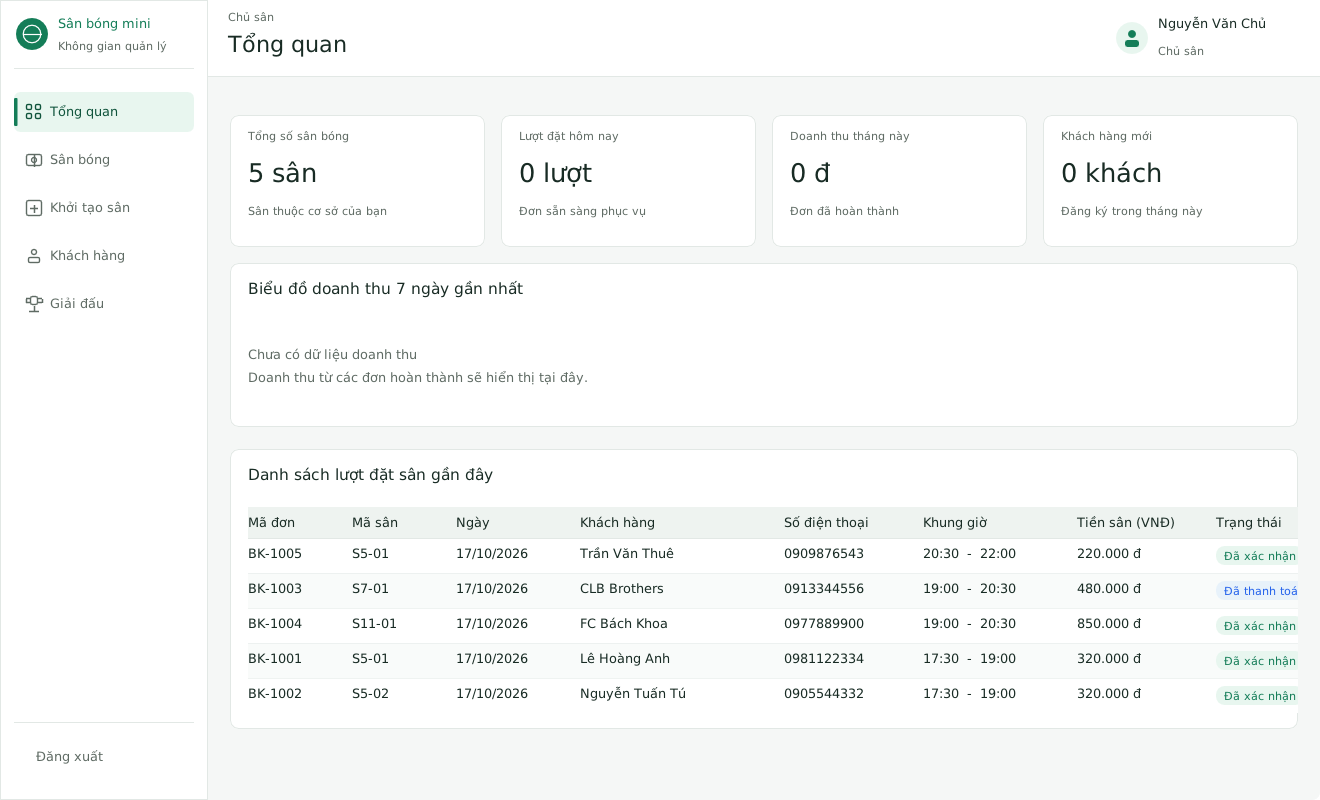 Sân bóng mini
Không gian quản lý
Tổng quan
Sân bóng
Khởi tạo sân
Khách hàng
Giải đấu
Đăng xuất
Chủ sân
Tổng quan
Nguyễn Văn Chủ
Chủ sân
Tổng số sân bóng
5 sân
Sân thuộc cơ sở của bạn
Lượt đặt hôm nay
0 lượt
Đơn sẵn sàng phục vụ
Doanh thu tháng này
0 đ
Đơn đã hoàn thành
Khách hàng mới
0 khách
Đăng ký trong tháng này
Biểu đồ doanh thu 7 ngày gần nhất
Chưa có dữ liệu doanh thu
Doanh thu từ các đơn hoàn thành sẽ hiển thị tại đây.
Danh sách lượt đặt sân gần đây
Mã đơn Mã sân Ngày Khách hàng Số điện thoại Khung giờ Tiền sân (VNĐ) Trạng thái
BK-1005 S5-01 17/10/2026 Trần Văn Thuê 0909876543 20:30 - 22:00 220.000 đ Đã xác nhận
BK-1003 S7-01 17/10/2026 CLB Brothers 0913344556 19:00 - 20:30 480.000 đ Đã thanh toá
BK-1004 S11-01 17/10/2026 FC Bách Khoa 0977889900 19:00 - 20:30 850.000 đ Đã xác nhận
BK-1001 S5-01 17/10/2026 Lê Hoàng Anh 0981122334 17:30 - 19:00 320.000 đ Đã xác nhận
BK-1002 S5-02 17/10/2026 Nguyễn Tuấn Tú 0905544332 17:30 - 19:00 320.000 đ Đã xác nhận